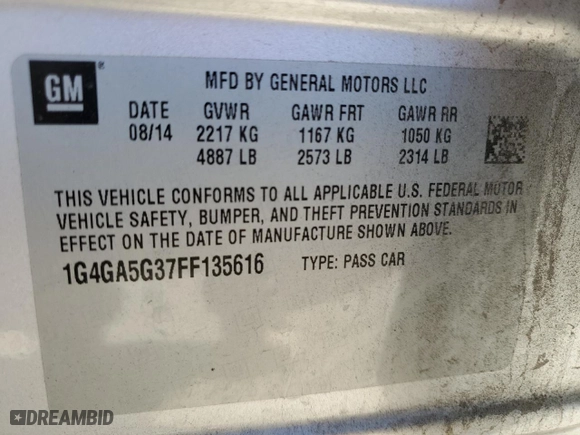 GM ®
MFD BY GENERAL MOTORS LLC
DATE GVWR GAWR FRT GAWR RR
08/14 2217 KG 1167 KG 1050 KG
4887 LB 2573 LB 2314 LB
THIS VEHICLE CONFORMS TO ALL APPLICABLE U.S. FEDERAL MOTOR
VEHICLE SAFETY, BUMPER, AND THEFT PREVENTION STANDARDS IN
EFFECT ON THE DATE OF MANUFACTURE SHOWN ABOVE.
1G4GA5G37FF135616 TYPE: PASS CAR
DREAMBID